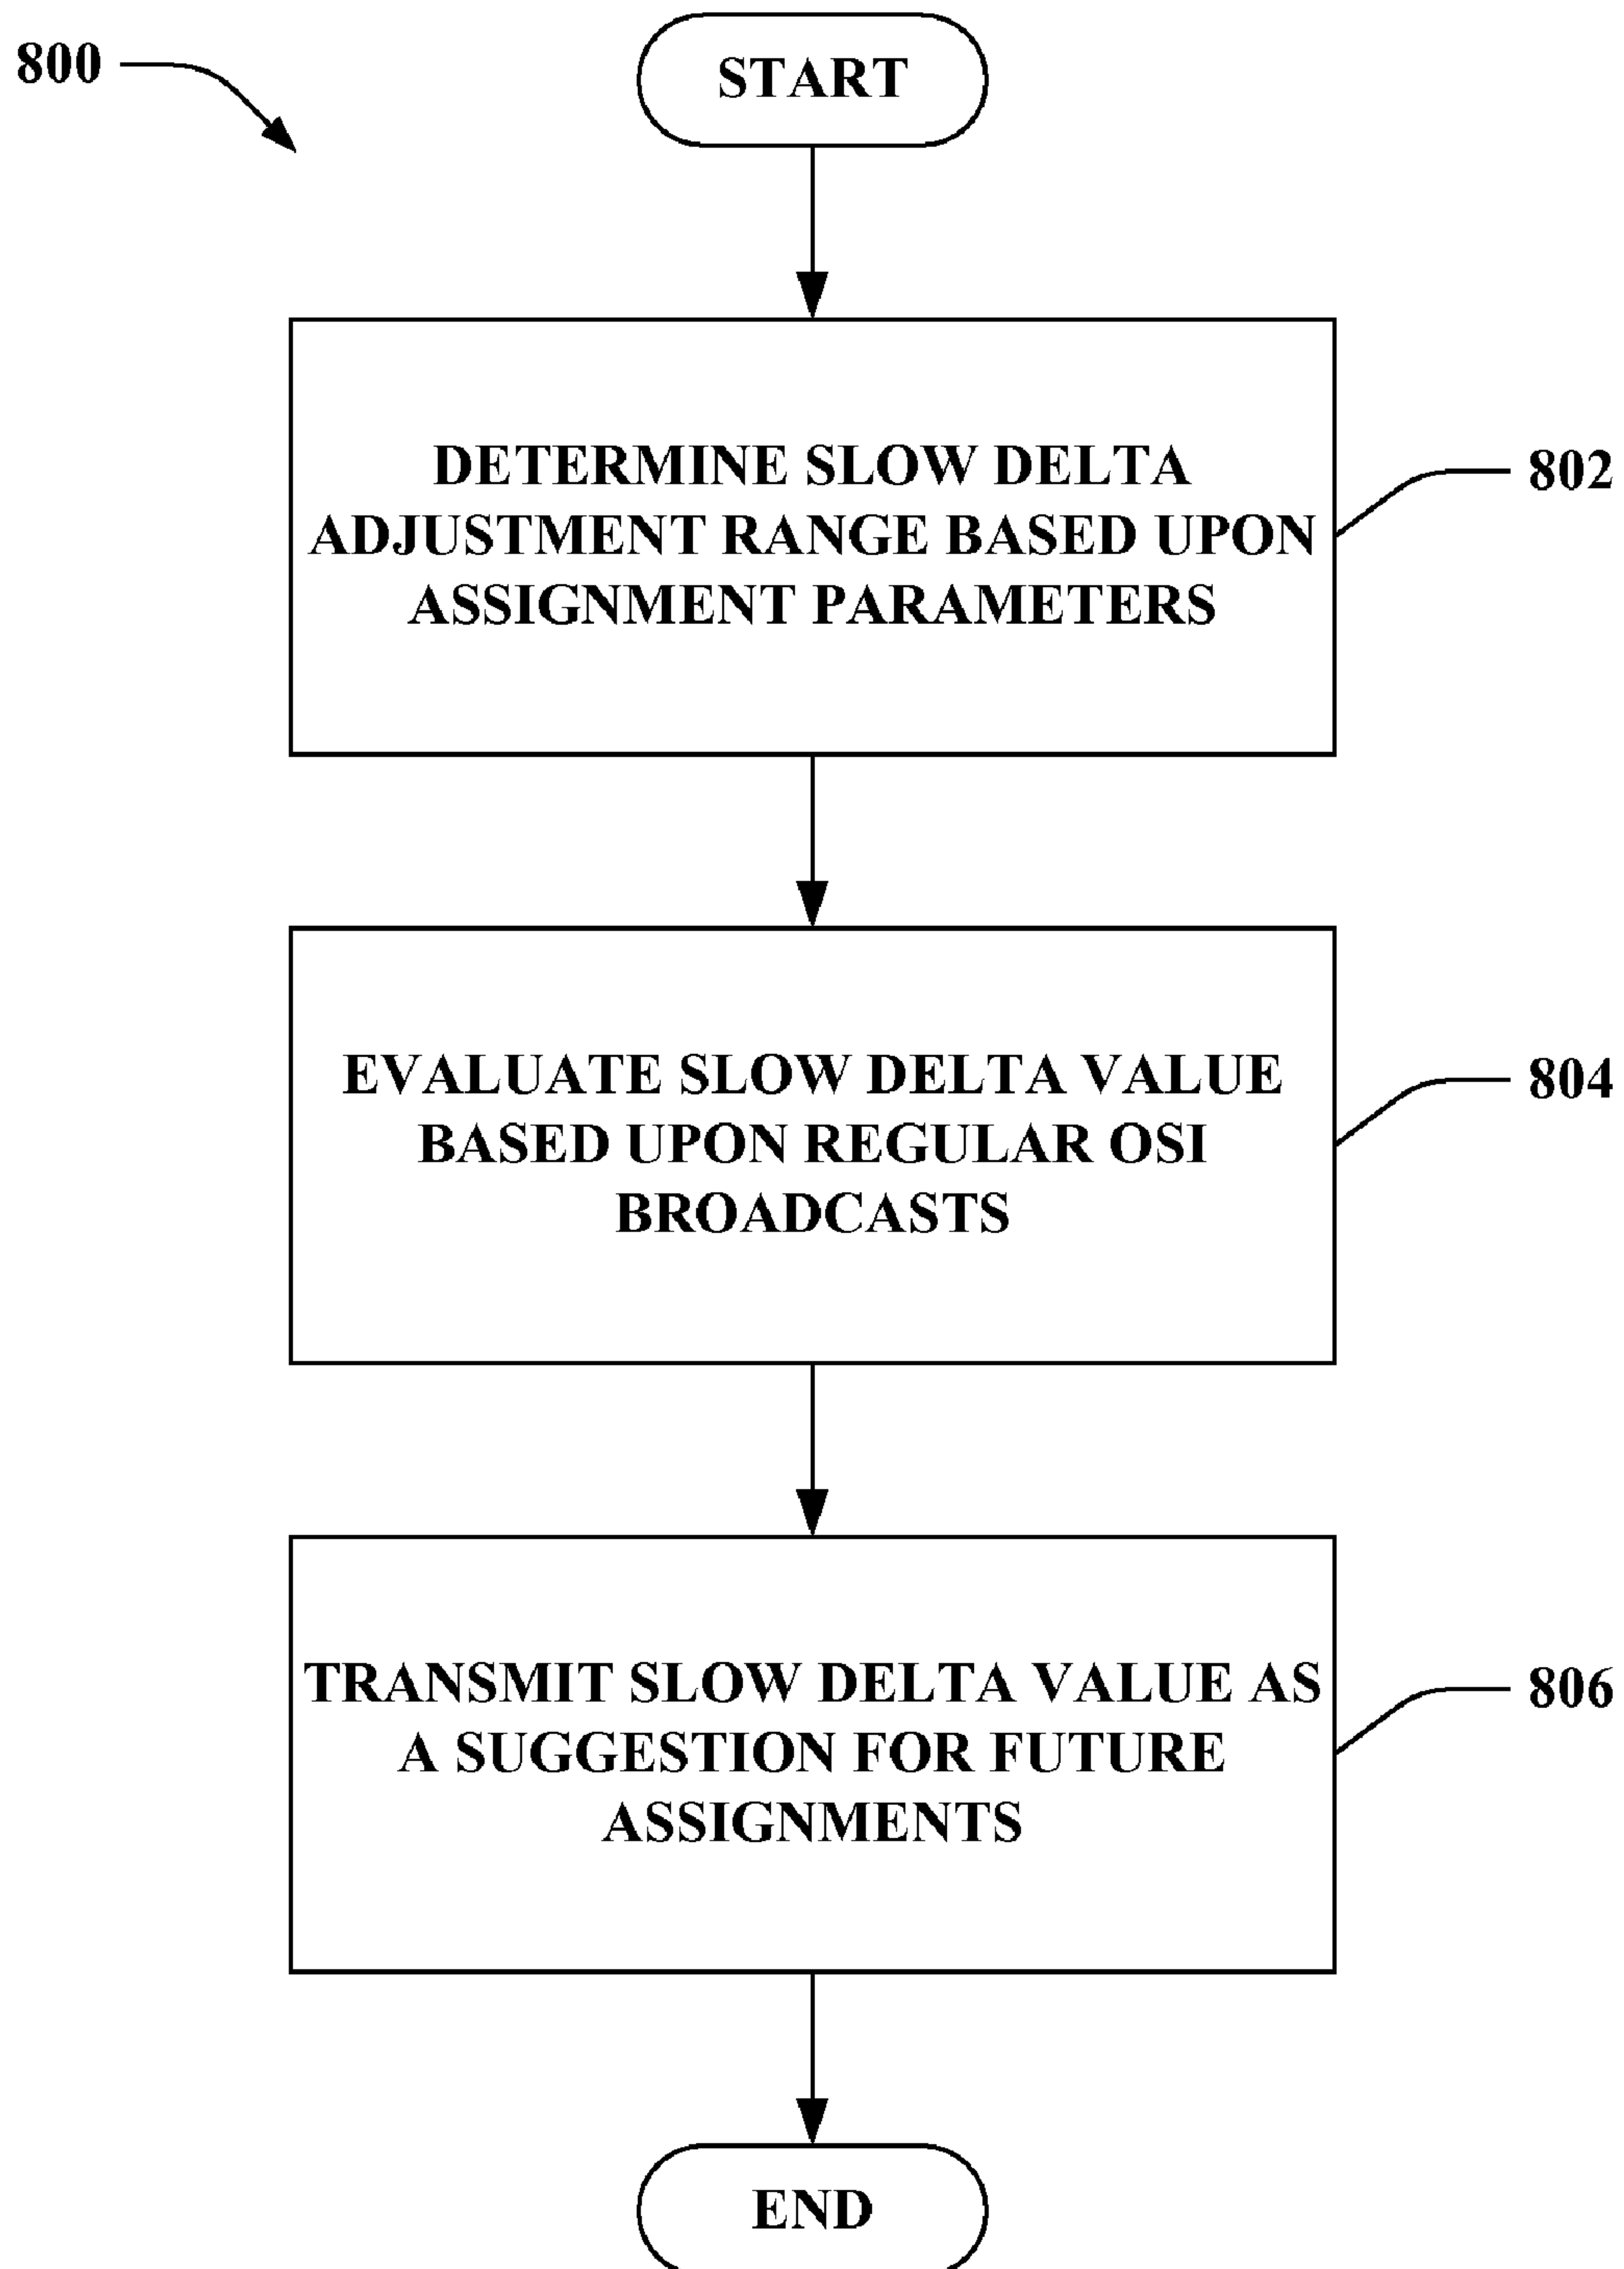 800
START
DETERMINE SLOW DELTA
ADJUSTMENT RANGE BASED UPON
ASSIGNMENT PARAMETERS
802
EVALUATE SLOW DELTA VALUE
BASED UPON REGULAR OSI
BROADCASTS
804
TRANSMIT SLOW DELTA VALUE AS
A SUGGESTION FOR FUTURE
ASSIGNMENTS
806
END